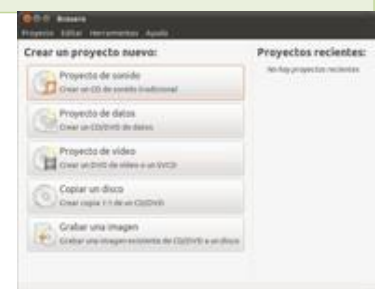 Brasero
Proyecto Editar Herramientas Ayuda
Crear un proyecto nuevo:
Proyecto de sonido
Crear un CD de sonido tradicional
Proyecto de datos
Crear un CD/DVD de datos
Proyecto de vídeo
Crear un DVD de vídeo o un SVCD
Copiar un disco
Crear copia 1:1 de un CD/DVD
Grabar una imagen
Grabar una imagen existente de CD/DVD a un disco
Proyectos recientes:
No hay proyectos recientes